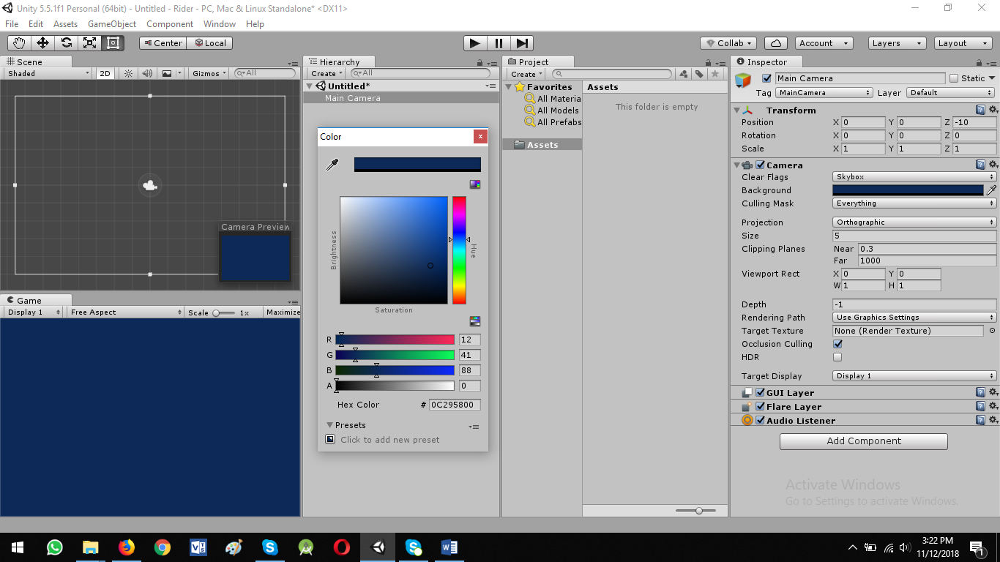 Unity 5.5.1f1 Personal (64bit) - Untitled - Rider - PC, Mac & Linux Standalone* <DX11>
File Edit Assets GameObject Component Window Help
Center Local Collab Account Layers Layout
Scene
Shaded 2D Gizmos All
Camera Preview
Game
Display 1 Free Aspect Scale 1x Maximize
Hierarchy
Create All
Untitled*
Main Camera
Color
Brightness
Hue
Saturation
R 12
G 41
B 88
A 0
Hex Color # 0C295800
Presets
Click to add new preset
Project
Create
Favorites
All Materia
All Models
All Prefabs
Assets
Assets
This folder is empty
Inspector
Main Camera Static
Tag MainCamera Layer Default
Transform
Position X 0 Y 0 Z -10
Rotation X 0 Y 0 Z 0
Scale X 1 Y 1 Z 1
Camera
Clear Flags Skybox
Background
Culling Mask Everything
Projection Orthographic
Size 5
Clipping Planes Near 0.3
Far 1000
Viewport Rect X 0 Y 0
W 1 H 1
Depth -1
Rendering Path Use Graphics Settings
Target Texture None (Render Texture)
Occlusion Culling
HDR
Target Display Display 1
GUI Layer
Flare Layer
Audio Listener
Add Component
Activate Windows
Go to Settings to activate Windows.
3:22 PM
11/12/2018
1